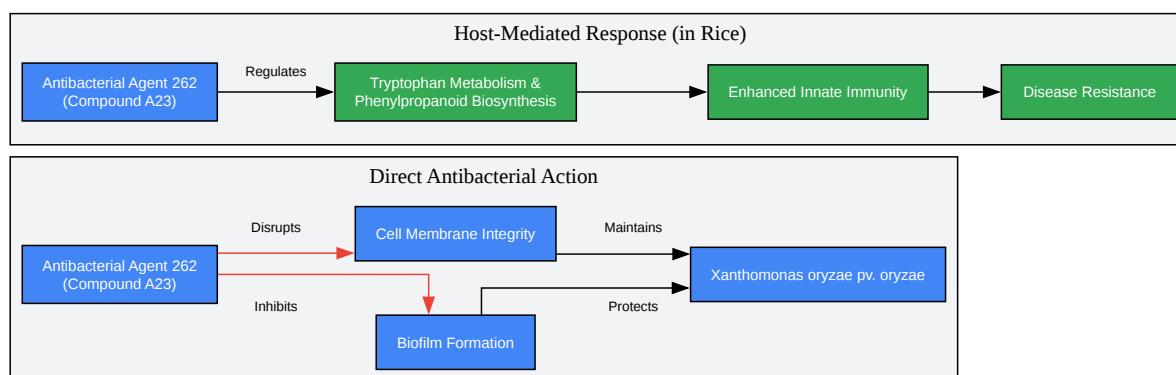 Host-Mediated Response (in Rice)
Antibacterial Agent 262
(Compound A23)
Regulates
Tryptophan Metabolism &
Phenylpropanoid Biosynthesis
Enhanced Innate Immunity
Disease Resistance
Direct Antibacterial Action
Antibacterial Agent 262
(Compound A23)
Disrupts
Cell Membrane Integrity
Maintains
Xanthomonas oryzae pv. oryzae
Inhibits
Biofilm Formation
Protects